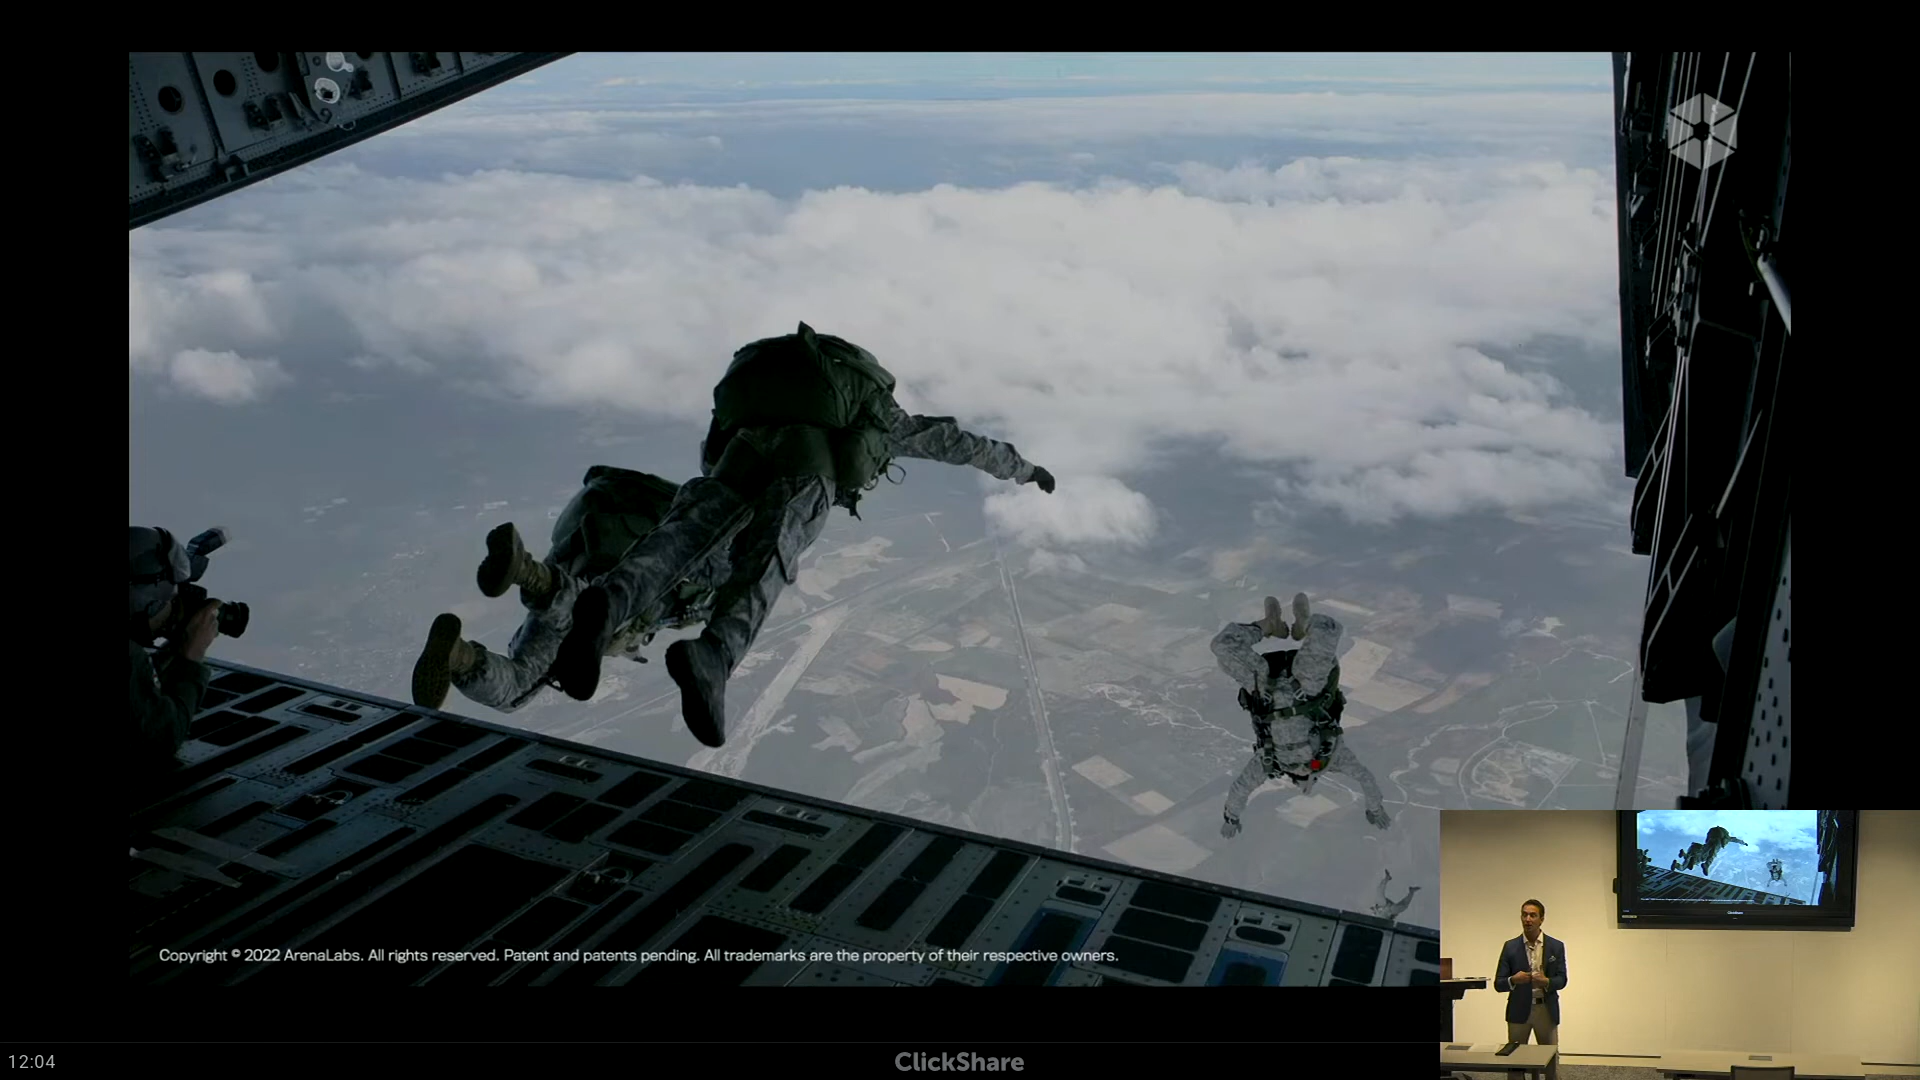 Copyright © 2022 ArenaLabs. All rights reserved. Patent and patents pending. All trademarks are the property of their respective owners.
12:04
ClickShare